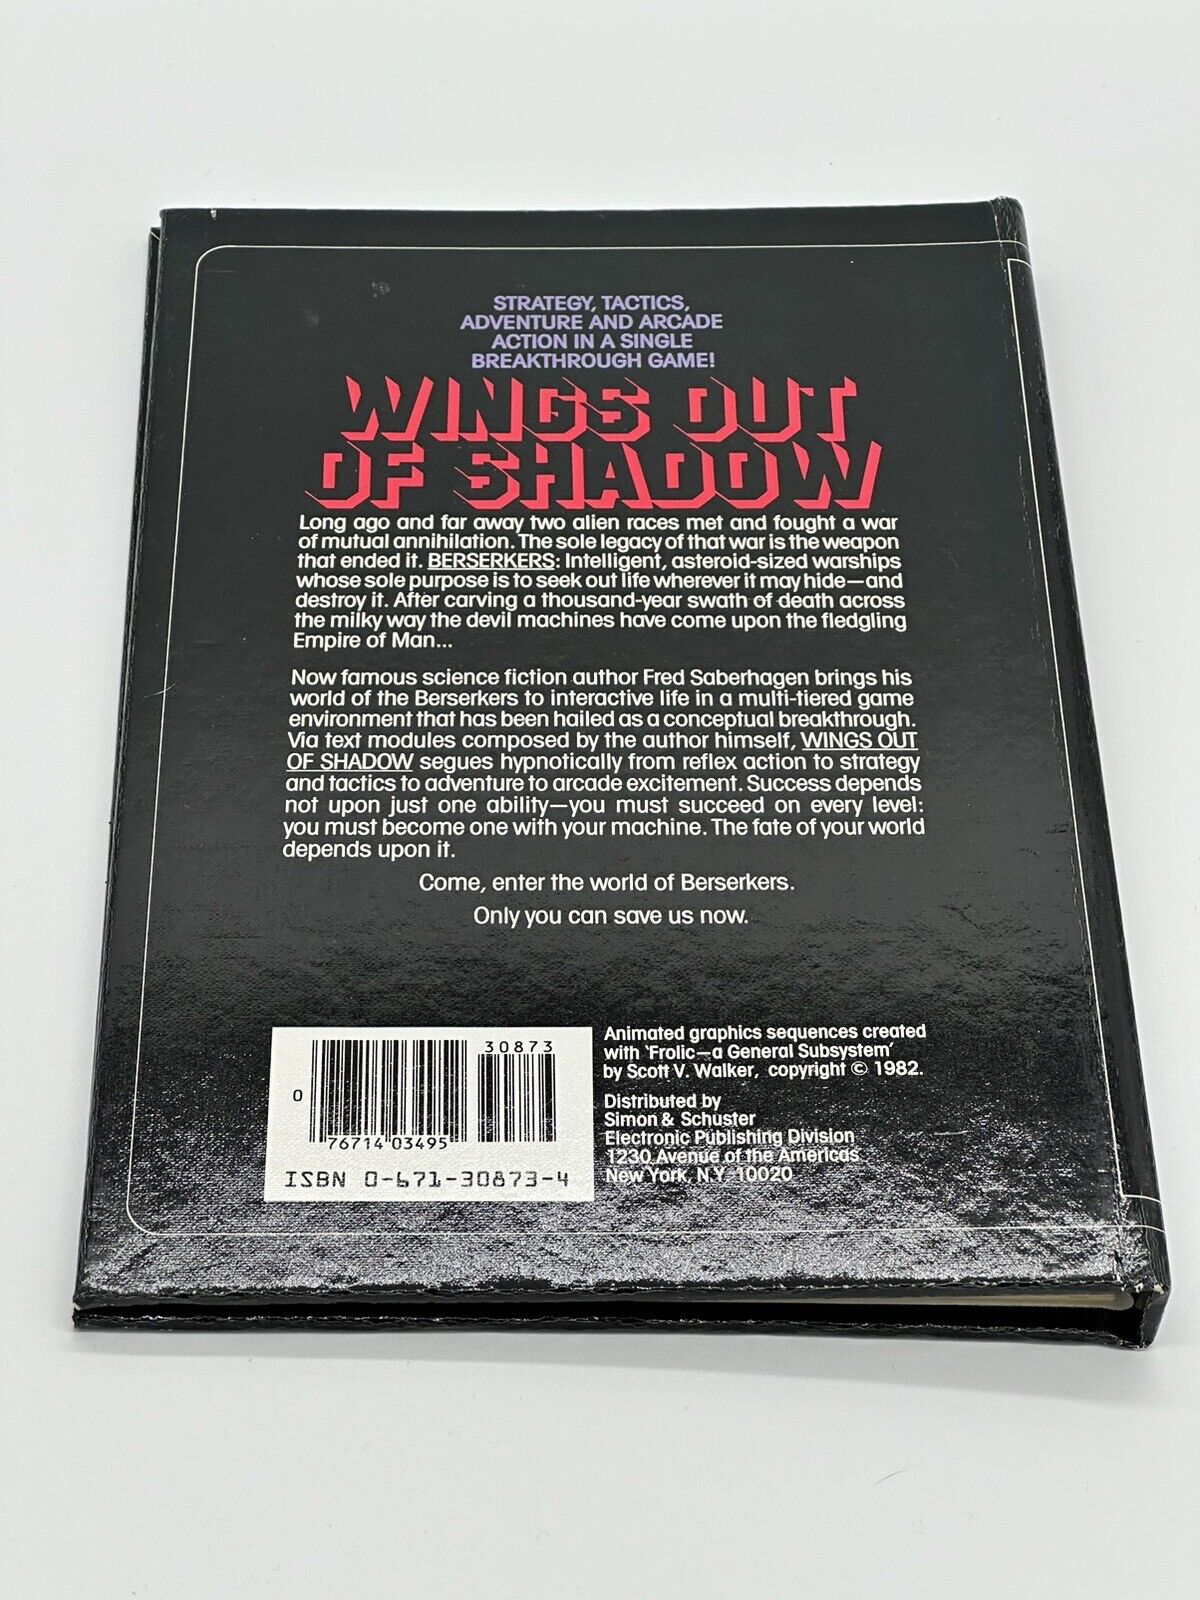 STRATEGY, TACTICS,
ADVENTURE AND ARCADE
ACTION IN A SINGLE
BREAKTHROUGH GAME!
WINGS OUT
OF SHADOW
Long ago and far away two alien races met and fought a war
of mutual annihilation. The sole legacy of that war is the weapon
that ended it. BERSERKERS: Intelligent, asteroid-sized warships
whose sole purpose is to seek out life wherever it may hide—and
destroy it. After carving a thousand-year swath of death across
the milky way the devil machines have come upon the fledgling
Empire of Man...
Now famous science fiction author Fred Saberhagen brings his
world of the Berserkers to interactive life in a multi-tiered game
environment that has been hailed as a conceptual breakthrough.
Via text modules composed by the author himself, WINGS OUT
OF SHADOW segues hypnotically from reflex action to strategy
and tactics to adventure to arcade excitement. Success depends
not upon just one ability—you must succeed on every level:
you must become one with your machine. The fate of your world
depends upon it.
Come, enter the world of Berserkers.
Only you can save us now.
30873
0
76714 03495
ISBN 0-671-30873-4
Animated graphics sequences created
with 'Frolic—a General Subsystem'
by Scott V. Walker, copyright © 1982.
Distributed by
Simon & Schuster
Electronic Publishing Division
1230 Avenue of the Americas
New York, N.Y. 10020